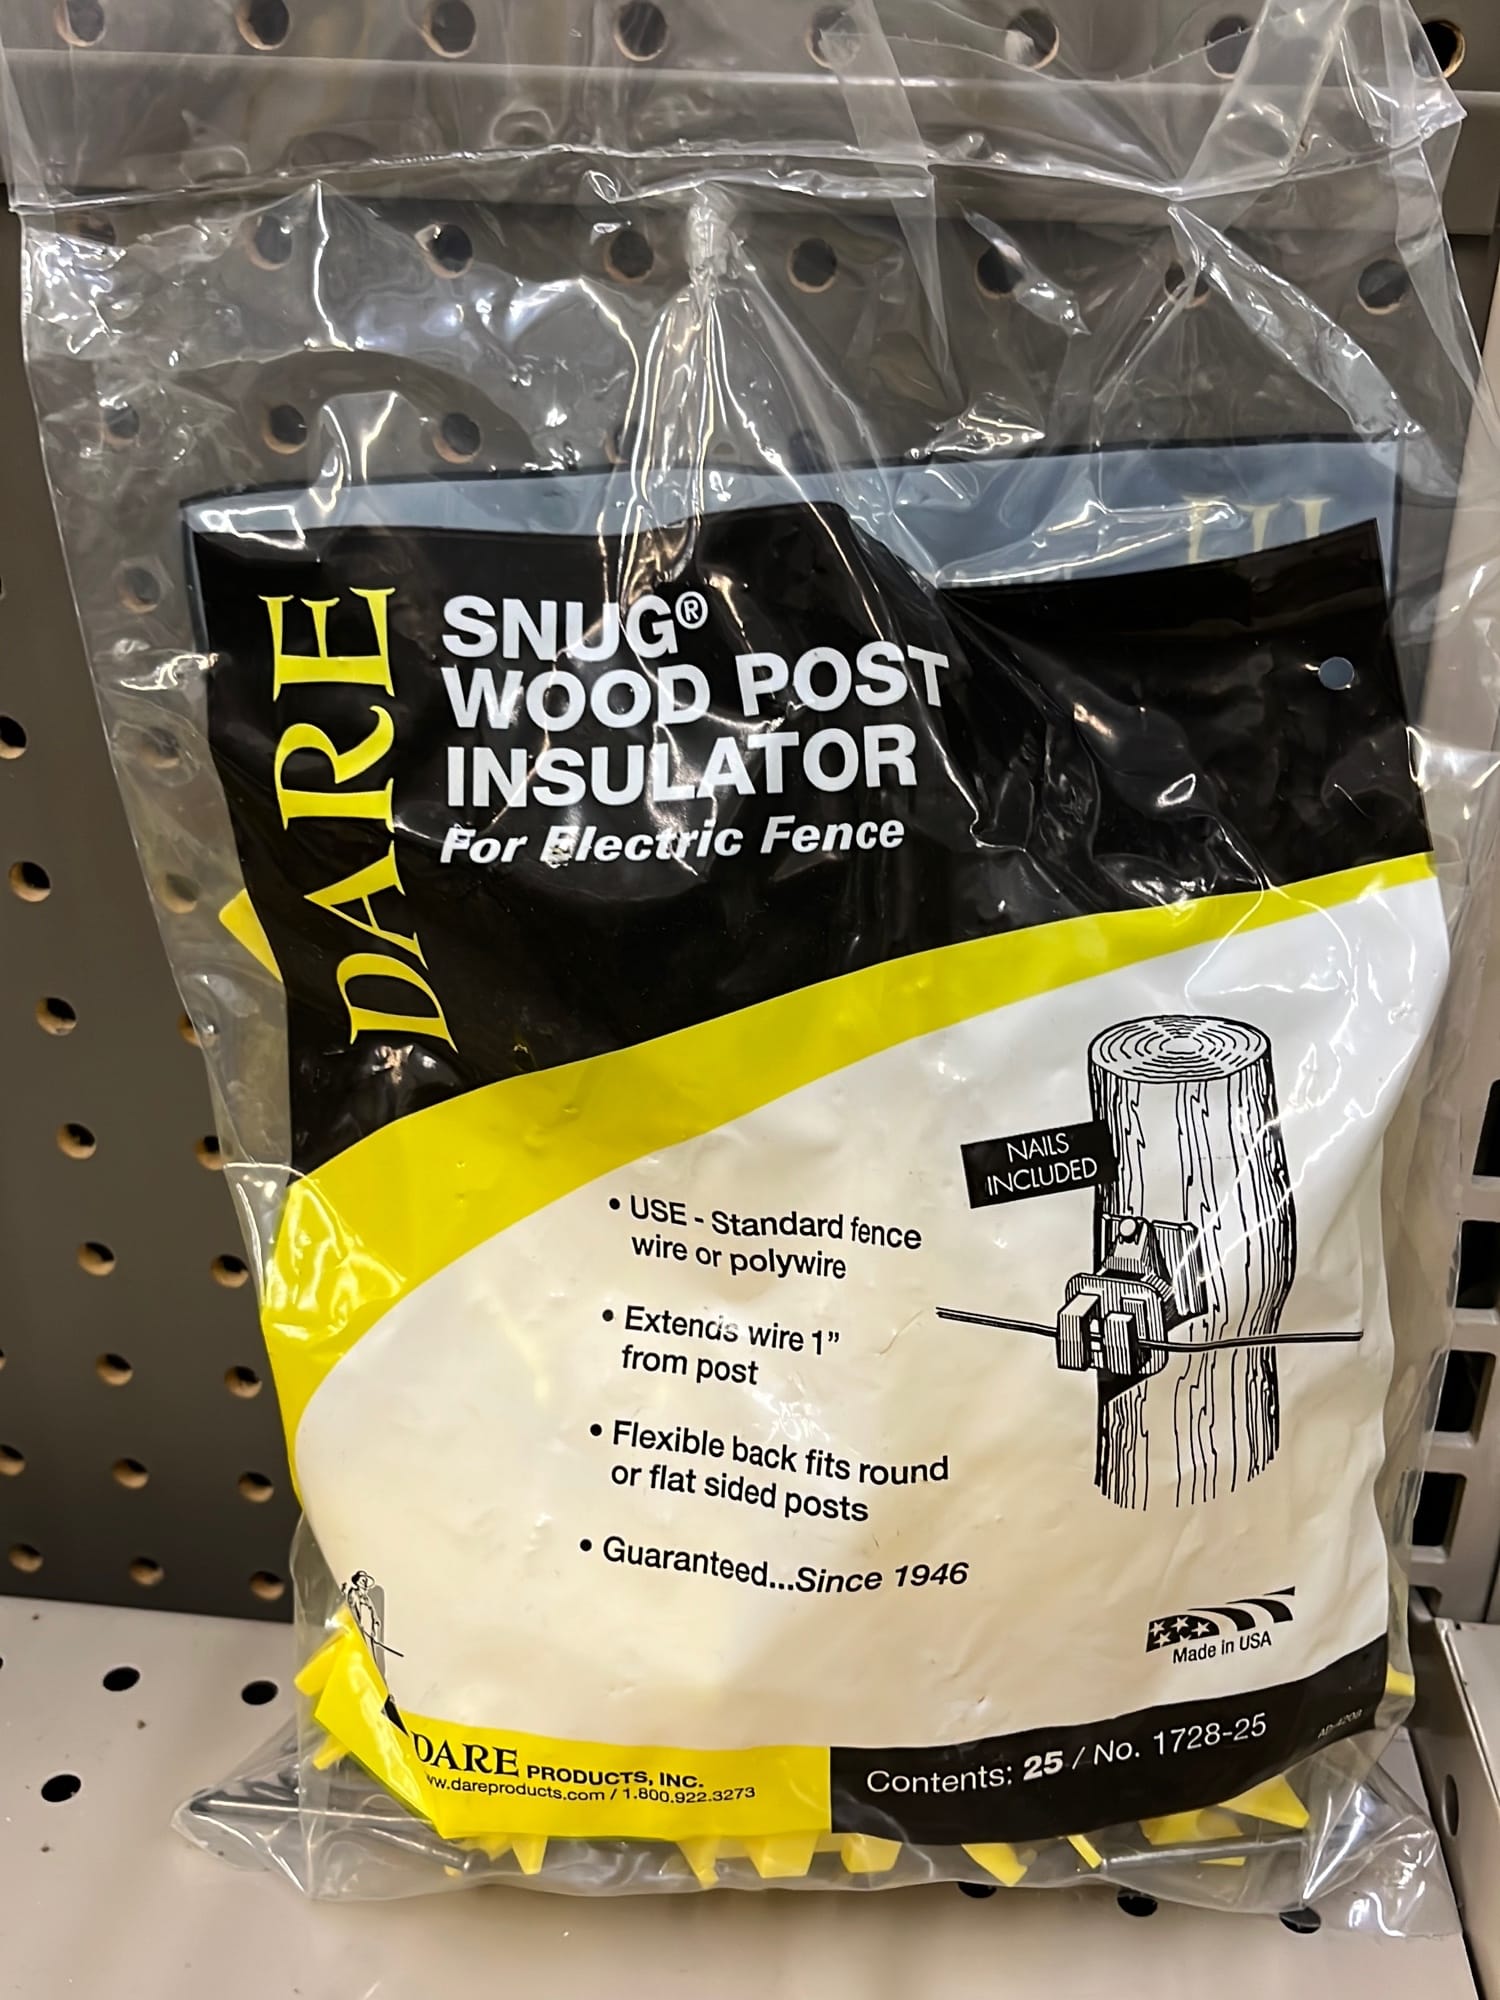 DARE
SNUG®
WOOD POST
INSULATOR
For Electric Fence
NAILS
INCLUDED
• USE - Standard fence
wire or polywire
• Extends wire 1”
from post
• Flexible back fits round
or flat sided posts
• Guaranteed...Since 1946
Made in USA
DARE PRODUCTS, INC.
w.dareproducts.com / 1.800.922.3273
Contents: 25 / No. 1728-25